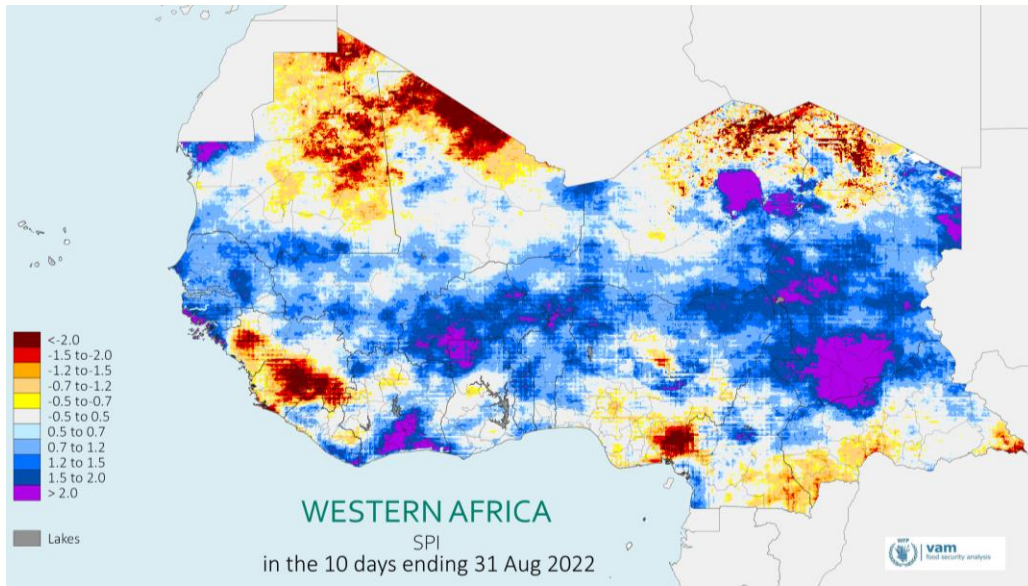 <-2.0
-1.5 to-2.0
-1.2 to-1.5
-0.7 to-1.2
-0.5 to-0.7
-0.5 to 0.5
0.5 to 0.7
0.7 to 1.2
1.2 to 1.5
1.5 to 2.0
> 2.0
Lakes
WESTERN AFRICA
SPI
in the 10 days ending 31 Aug 2022
WFP
vam
food security analysis